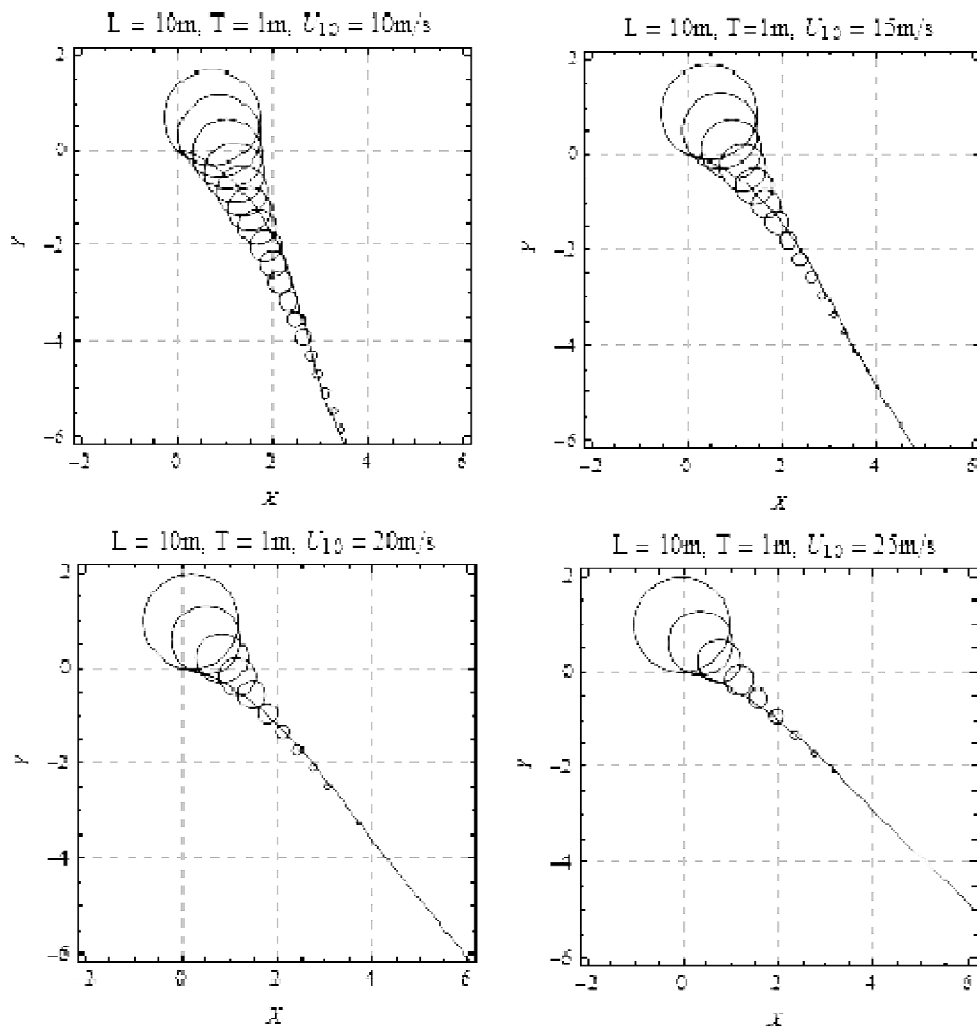 L = 10m, T = 1m, U10 = 10m/s
2
0
-2
-4
-6
Y
-2 0 2 4 6
X
L = 10m, T=1m, U10 = 15m/s
2
0
-2
-4
-6
Y
-2 0 2 4 6
X
L = 10m, T = 1m, U10 = 20m/s
2
0
-2
-4
-6
Y
2 0 2 4 6
X
L = 10m, T = 1m, U10 = 25m/s
2
0
-2
-4
-6
Y
-2 0 2 4 6
X